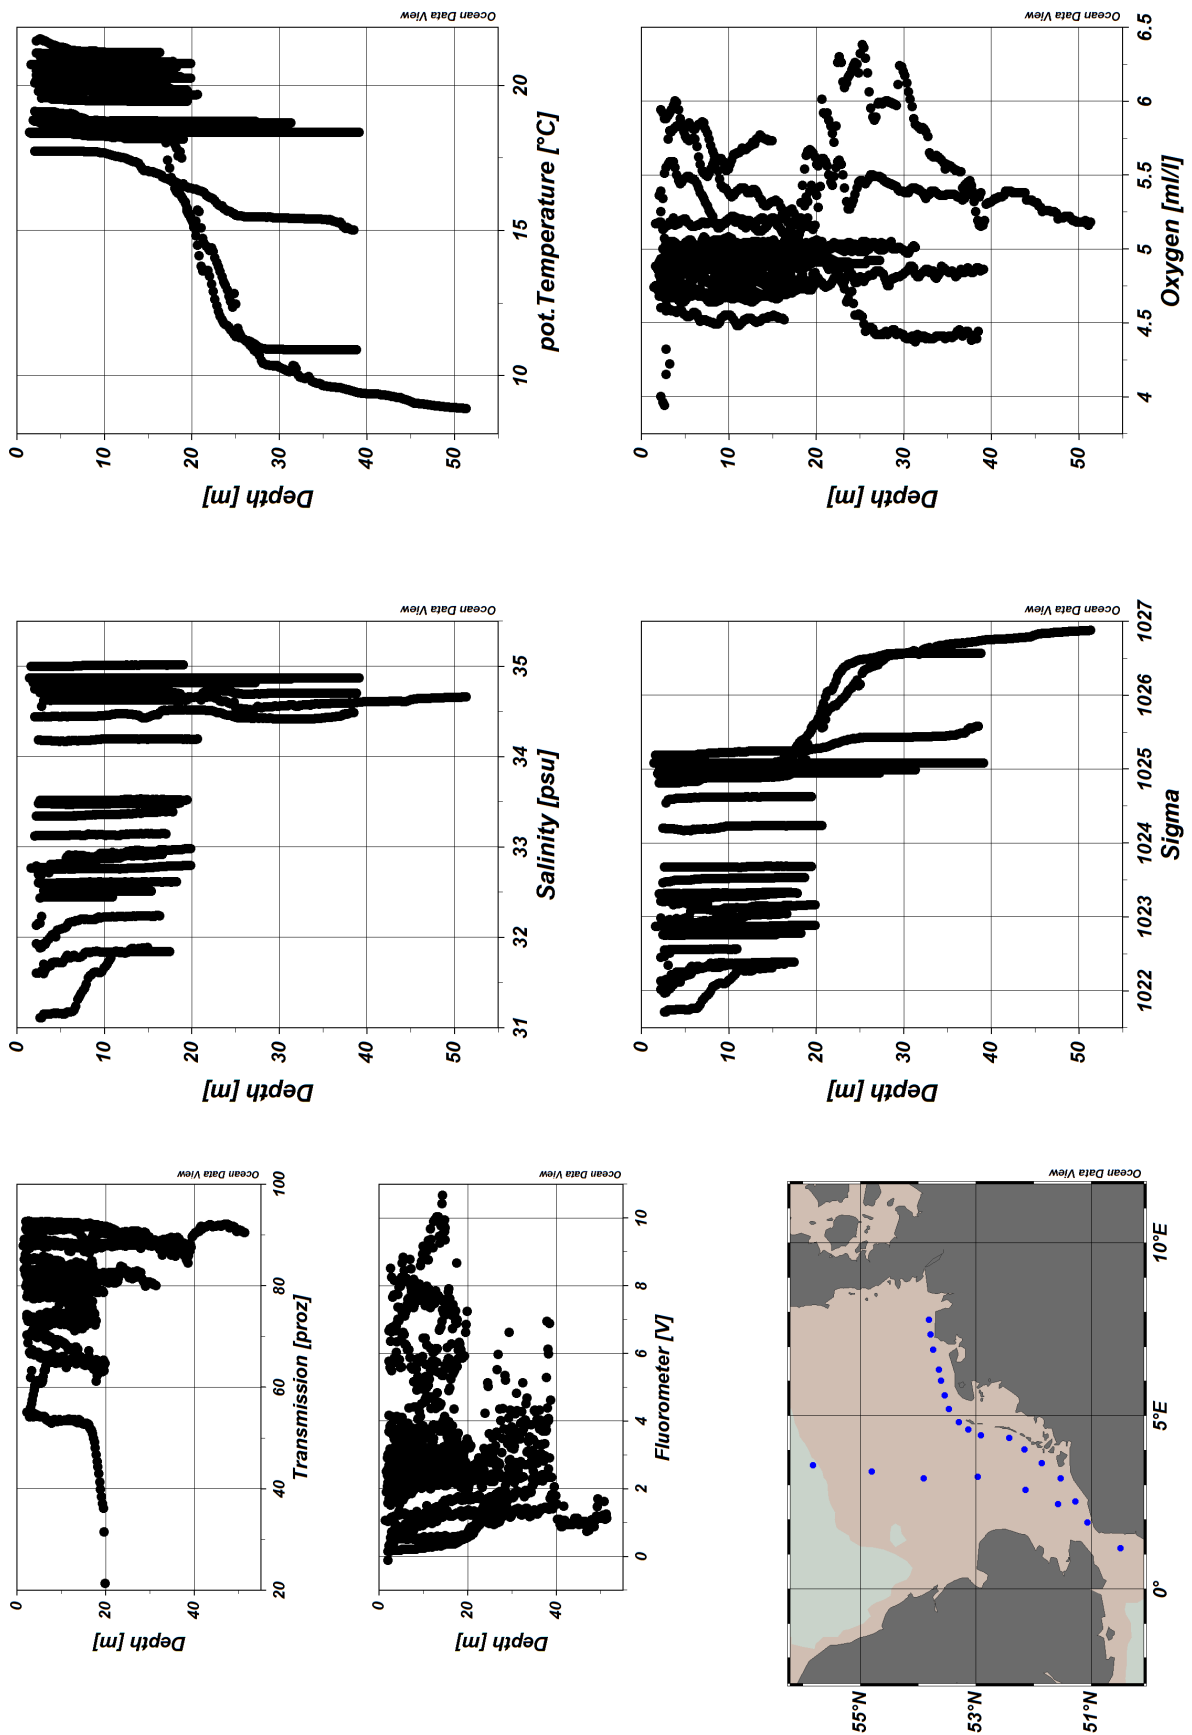 Ocean Data View
0
10
20
30
40
50
Depth [m]
20
15
10
pot.Temperature [°C]
Ocean Data View
0
10
20
30
40
50
Depth [m]
6.5
6
5.5
5
4.5
4
Oxygen [ml/l]
Ocean Data View
0
10
20
30
40
50
Depth [m]
35
34
33
32
31
Salinity [psu]
Ocean Data View
0
10
20
30
40
50
Depth [m]
1027
1026
1025
1024
1023
1022
Sigma
Ocean Data View
0
20
40
Depth [m]
100
80
60
40
20
Transmission [proz]
Ocean Data View
0
20
40
Depth [m]
10
8
6
4
2
0
Fluorometer [V]
Ocean Data View
55°N
53°N
51°N
10°E
5°E
0°